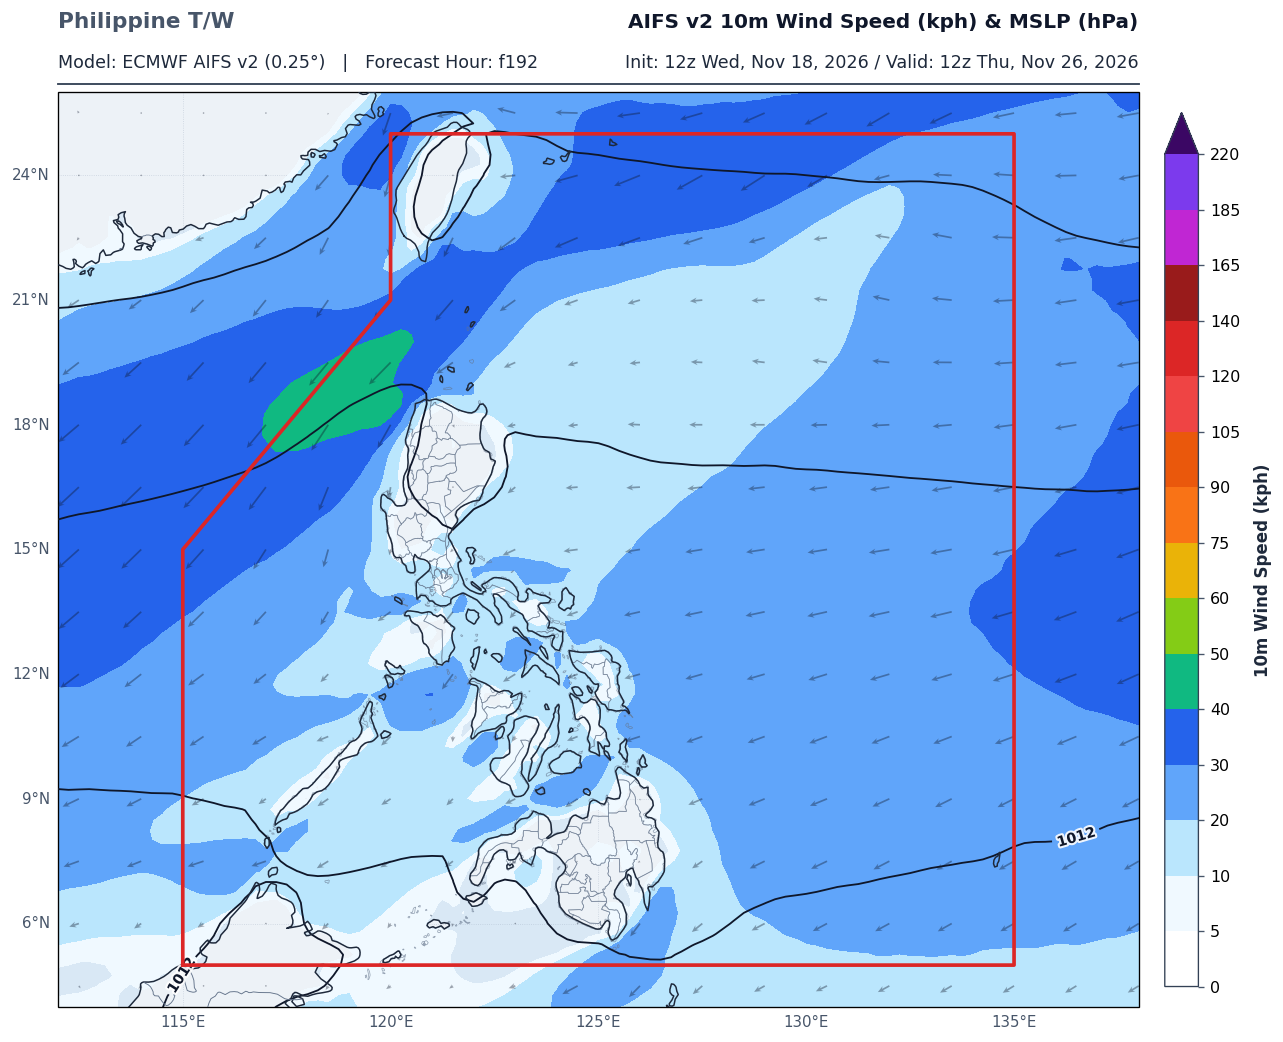 Philippine T/W
AIFS v2 10m Wind Speed (kph) & MSLP (hPa)
Model: ECMWF AIFS v2 (0.25°)   |   Forecast Hour: f192
Init: 12z Wed, Nov 18, 2026 / Valid: 12z Thu, Nov 26, 2026
24°N
21°N
18°N
15°N
12°N
9°N
6°N
115°E
120°E
125°E
130°E
135°E
1012
1012
220
185
165
140
120
105
90
75
60
50
40
30
20
10
5
0
10m Wind Speed (kph)